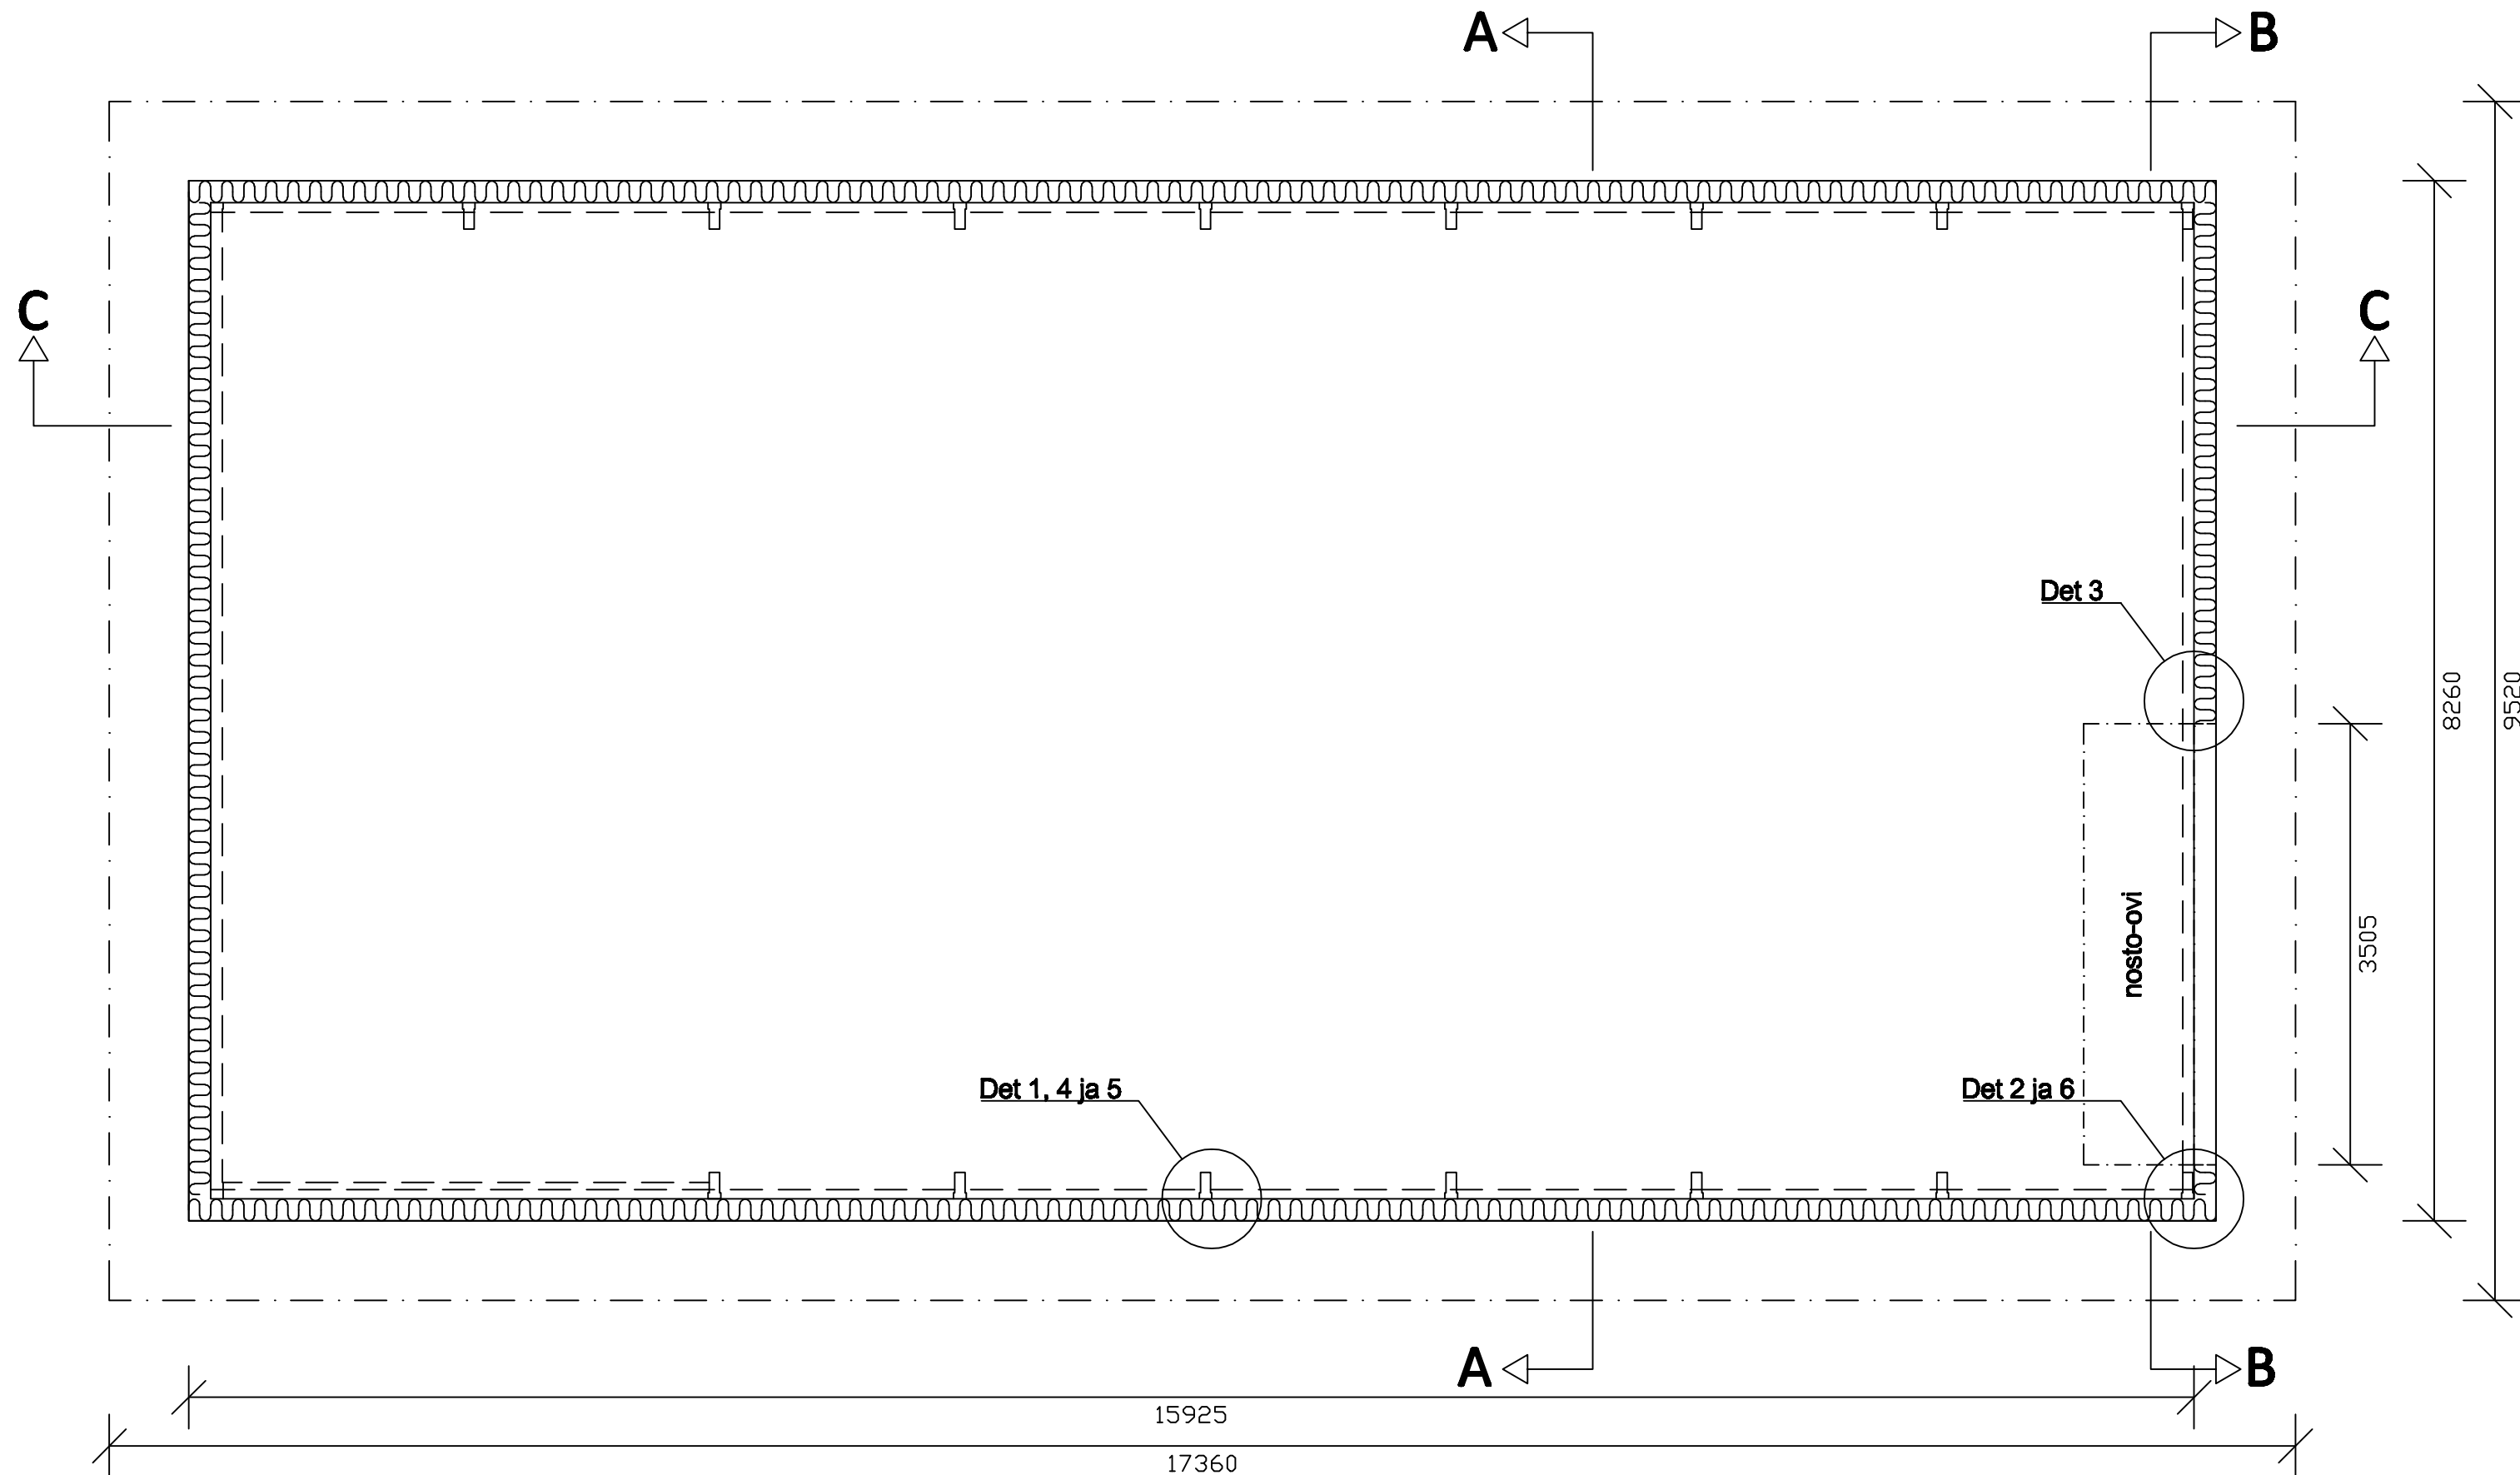 A
B
C
C
Det 3
8260
9520
3505
nosto-ovi
Det 1, 4 ja 5
Det 2 ja 6
A
B
15925
17360